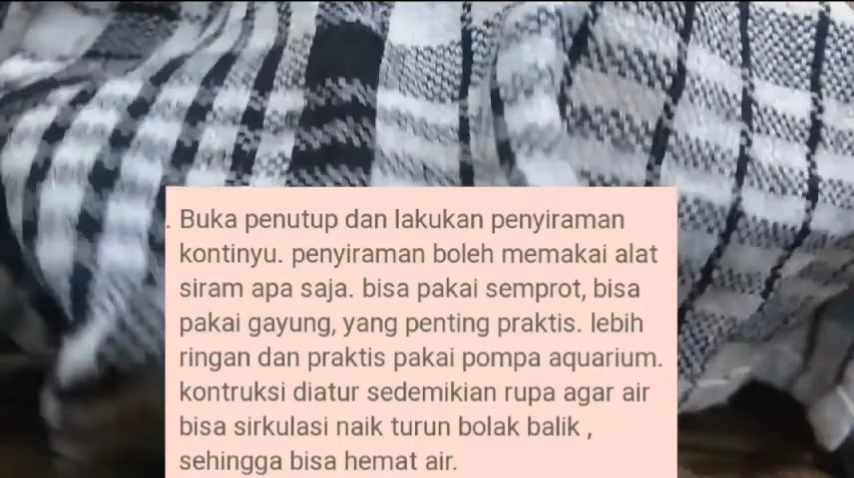 . Buka penutup dan lakukan penyiraman
kontinyu. penyiraman boleh memakai alat
siram apa saja. bisa pakai semprot, bisa
pakai gayung, yang penting praktis. lebih
ringan dan praktis pakai pompa aquarium.
kontruksi diatur sedemikian rupa agar air
bisa sirkulasi naik turun bolak balik ,
sehingga bisa hemat air.